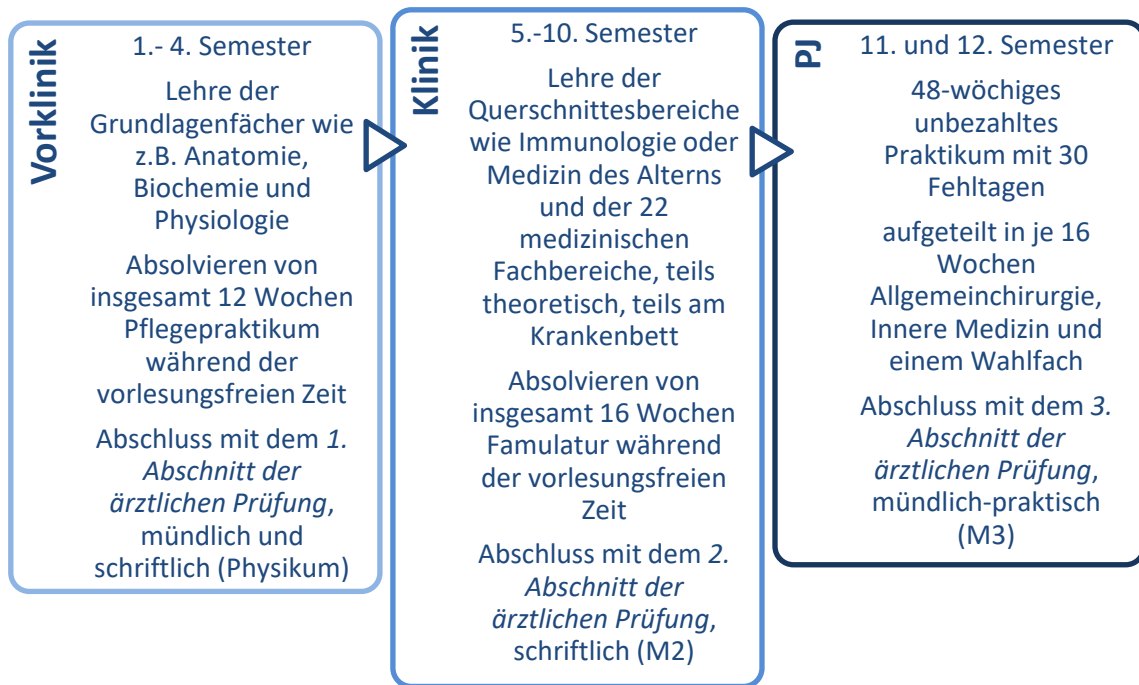 Vorklinik
1.- 4. Semester
Lehre der
Grundlagenfächer wie
z.B. Anatomie,
Biochemie und
Physiologie
Absolvieren von
insgesamt 12 Wochen
Pflegepraktikum
während der
vorlesungsfreien Zeit
Abschluss mit dem 1.
Abschnitt der
ärztlichen Prüfung,
mündlich und
schriftlich (Physikum)
Klinik
5.-10. Semester
Lehre der
Querschnittesbereiche
wie Immunologie oder
Medizin des Alterns
und der 22
medizinischen
Fachbereiche, teils
theoretisch, teils am
Krankenbett
Absolvieren von
insgesamt 16 Wochen
Famulatur während
der vorlesungsfreien
Zeit
Abschluss mit dem 2.
Abschnitt der
ärztlichen Prüfung,
schriftlich (M2)
PJ
11. und 12. Semester
48-wöchiges
unbezahltes
Praktikum mit 30
Fehltagen
aufgeteilt in je 16
Wochen
Allgemeinchirurgie,
Innere Medizin und
einem Wahlfach
Abschluss mit dem 3.
Abschnitt der
ärztlichen Prüfung,
mündlich-praktisch
(M3)